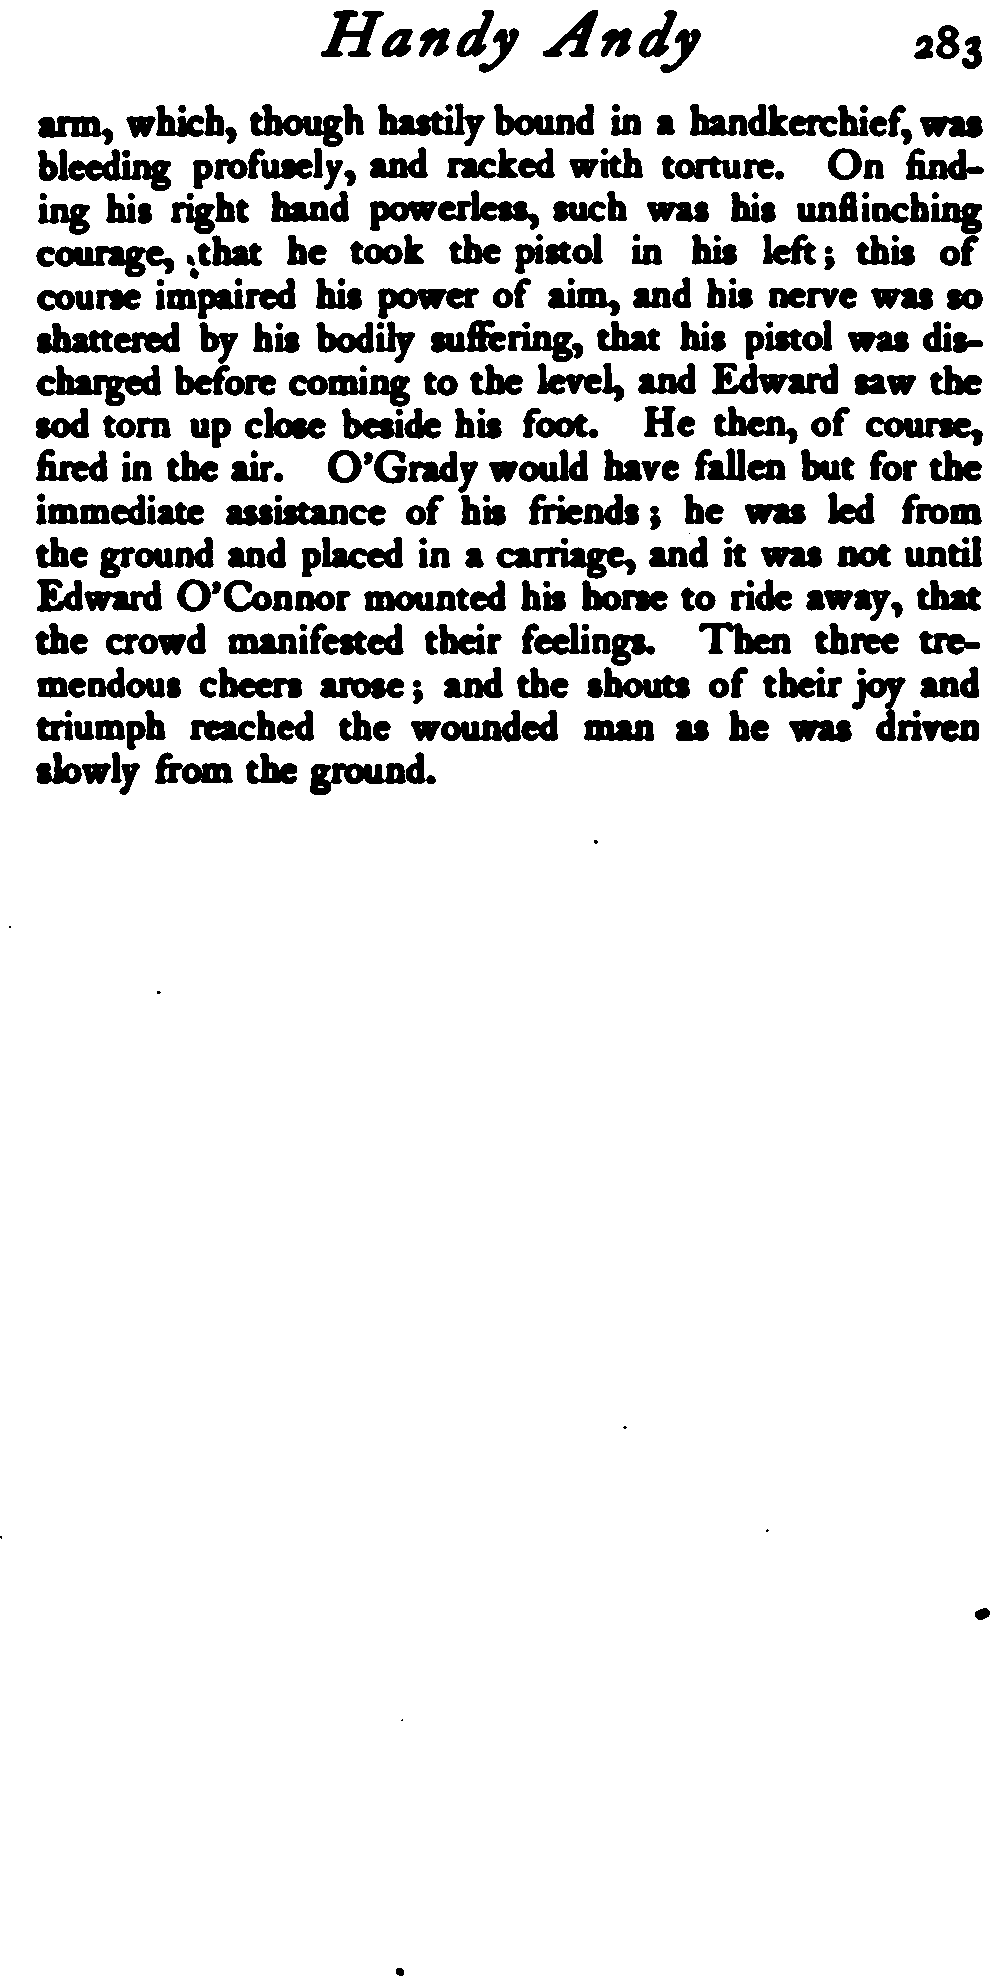 Handy Andy 283
arm, which, though hastily bound in a handkerchief, was
bleeding profusely, and racked with torture. On find-
ing his right hand powerless, such was his unflinching
courage, that he took the pistol in his left; this of
course impaired his power of aim, and his nerve was so
shattered by his bodily suffering, that his pistol was dis-
charged before coming to the level, and Edward saw the
sod torn up close beside his foot. He then, of course,
fired in the air. O'Grady would have fallen but for the
immediate assistance of his friends; he was led from
the ground and placed in a carriage, and it was not until
Edward O'Connor mounted his horse to ride away, that
the crowd manifested their feelings. Then three tre-
mendous cheers arose; and the shouts of their joy and
triumph reached the wounded man as he was driven
slowly from the ground.